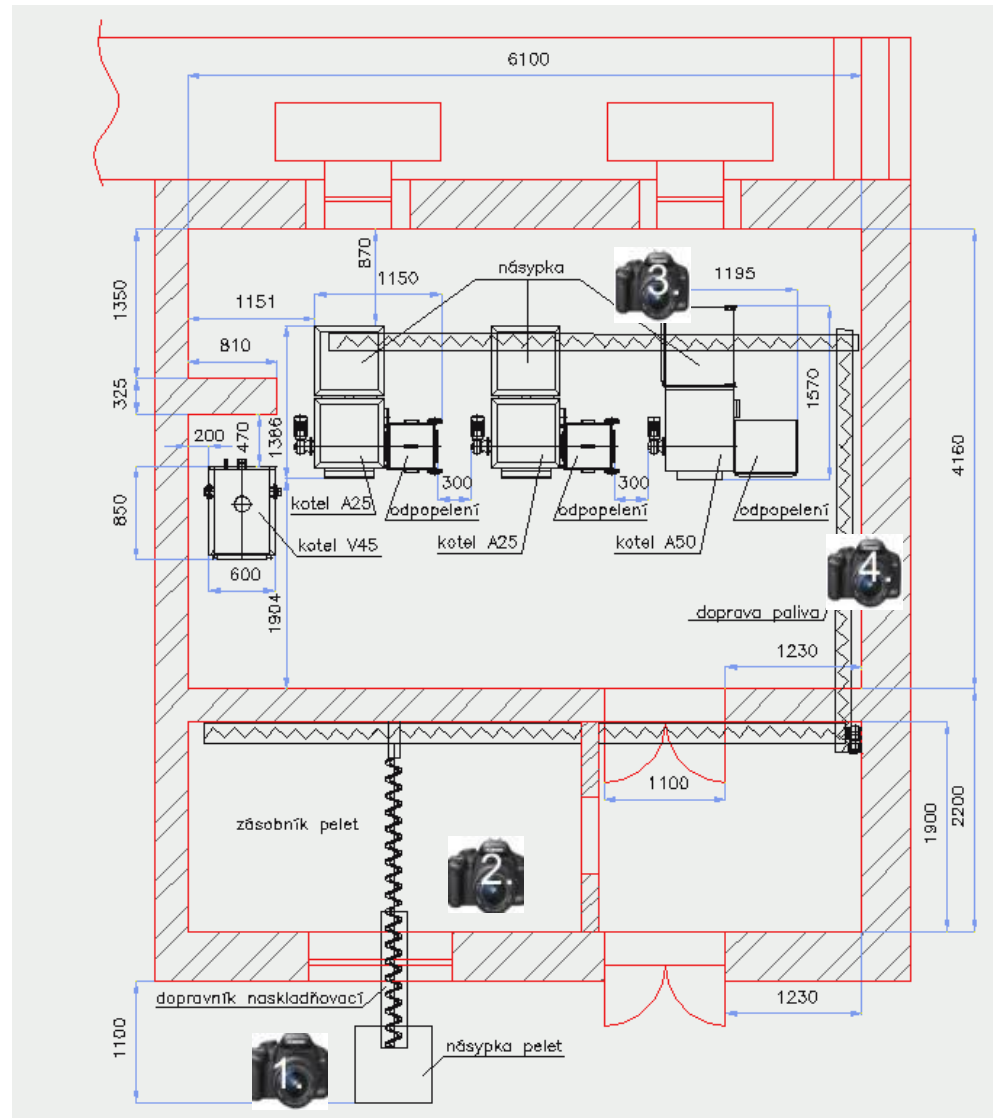 6100
870
násypka
3.
1195
1150
1151
1350
810
325
1386
1570
4160
200
470
300
300
850
kotel A25
odpopelení
odpopelení
odpopelení
kotel V45
kotel A25
kotel A50
600
1904
4.
doprava paliva
1230
1100
zásobník pelet
2.
1900
2200
dopravník naskladňovací
1230
1100
1.
násypka pelet